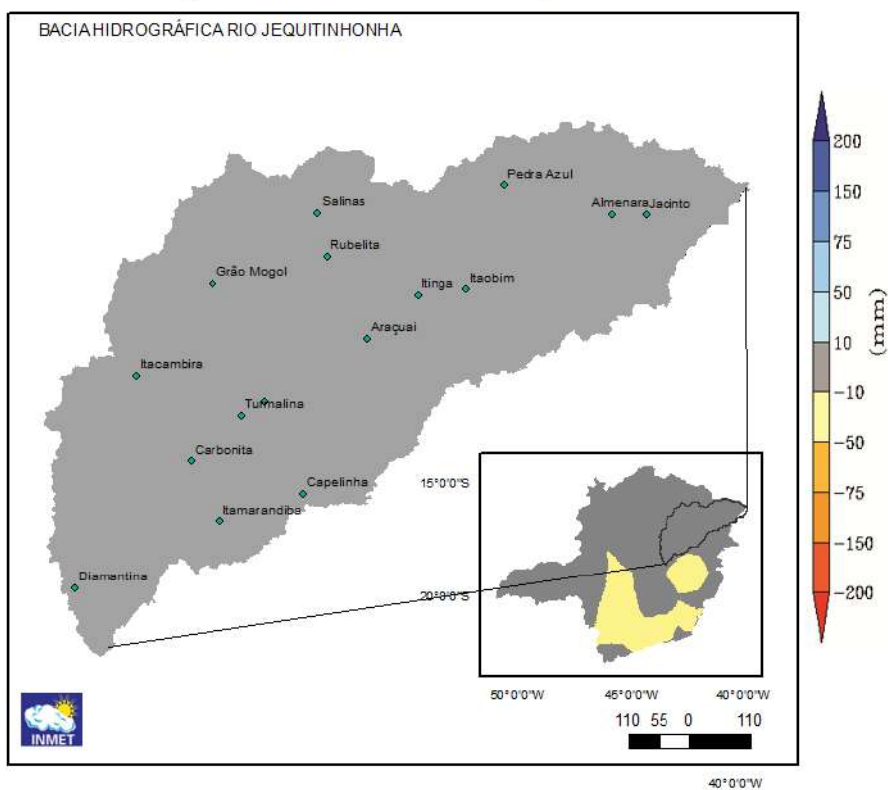 BACIA HIDROGRÁFICA RIO JEQUITINHONHA
Pedra Azul
Salinas
Almenara
Jacinto
Rubelita
Grão Mogol
Itinga
Itaobim
Araçuai
Itacambira
Turmalina
Carbonita
Capelinha
Itamarandiba
Diamantina
200
150
75
50
10
−10
−50
−75
−150
−200
(mm)
15°0'0"S
20°0'0"S
50°0'0"W
45°0'0"W
40°0'0"W
110 55 0 110
INMET
40°0'0"W